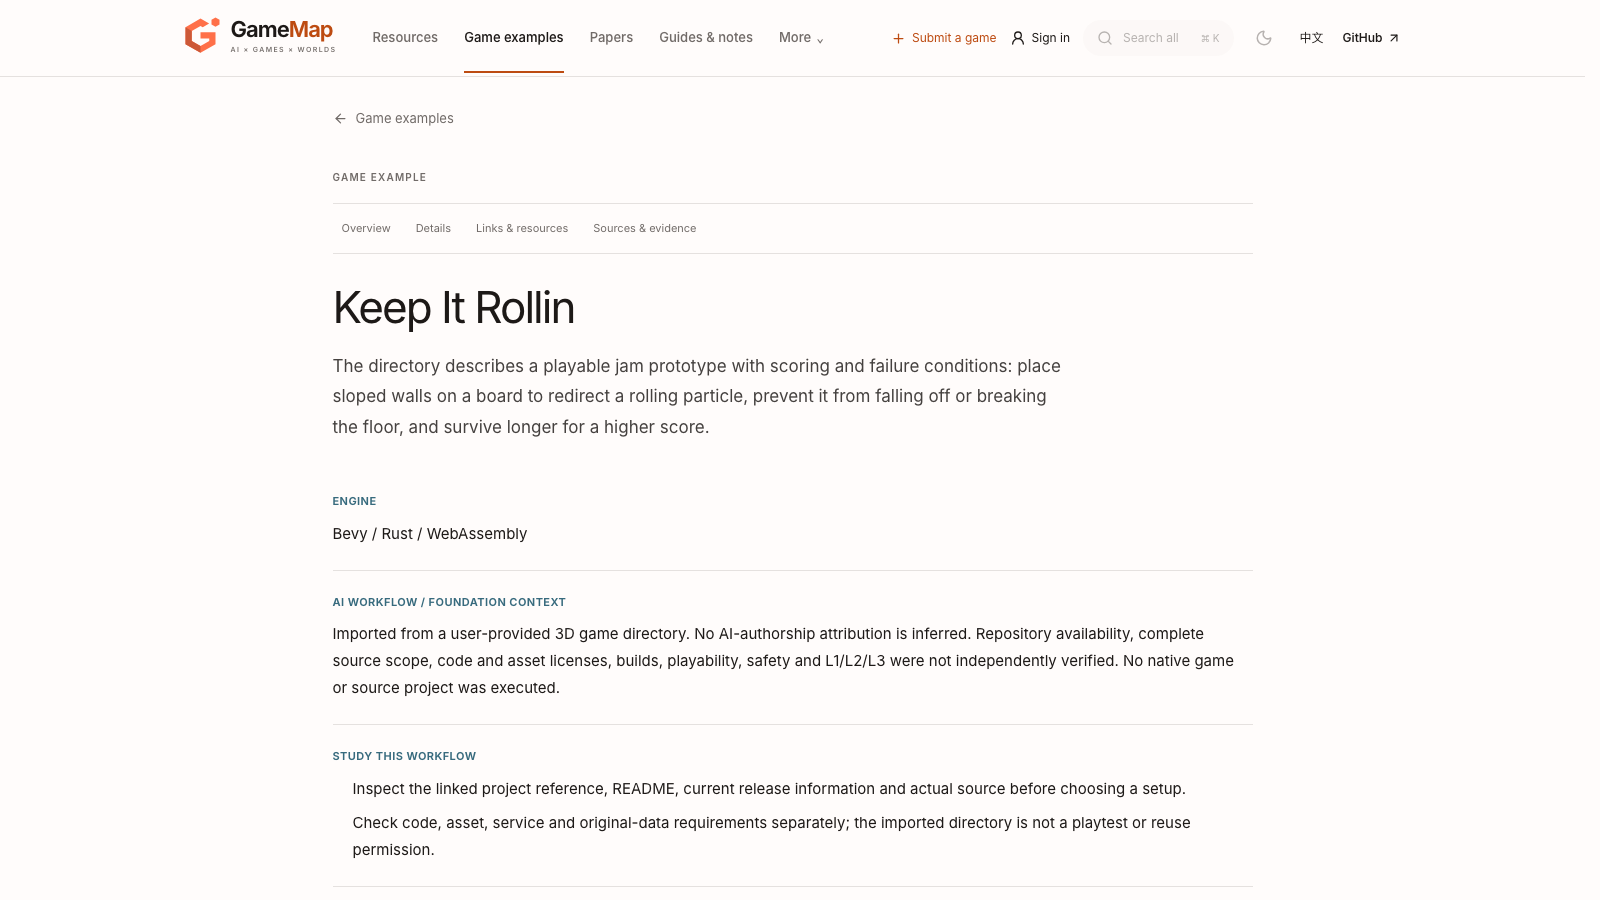 GameMap
AI × GAMES × WORLDS
Resources
Game examples
Papers
Guides & notes
More
Submit a game
Sign in
Search all
⌘ K
中文
GitHub
Game examples
GAME EXAMPLE
Overview
Details
Links & resources
Sources & evidence
Keep It Rollin
The directory describes a playable jam prototype with scoring and failure conditions: place
sloped walls on a board to redirect a rolling particle, prevent it from falling off or breaking
the floor, and survive longer for a higher score.
ENGINE
Bevy / Rust / WebAssembly
AI WORKFLOW / FOUNDATION CONTEXT
Imported from a user-provided 3D game directory. No AI-authorship attribution is inferred. Repository availability, complete
source scope, code and asset licenses, builds, playability, safety and L1/L2/L3 were not independently verified. No native game
or source project was executed.
STUDY THIS WORKFLOW
Inspect the linked project reference, README, current release information and actual source before choosing a setup.
Check code, asset, service and original-data requirements separately; the imported directory is not a playtest or reuse
permission.